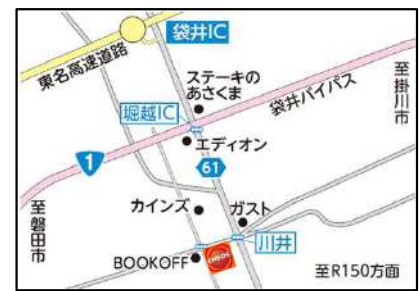 袋井IC
東名高速道路
ステーキの
あさくま
至掛川市
堀越IC
袋井バイパス
エディオン
1
61
至磐田市
カインズ
ガスト
川井
BOOKOFF
ENEOS
至R150方面